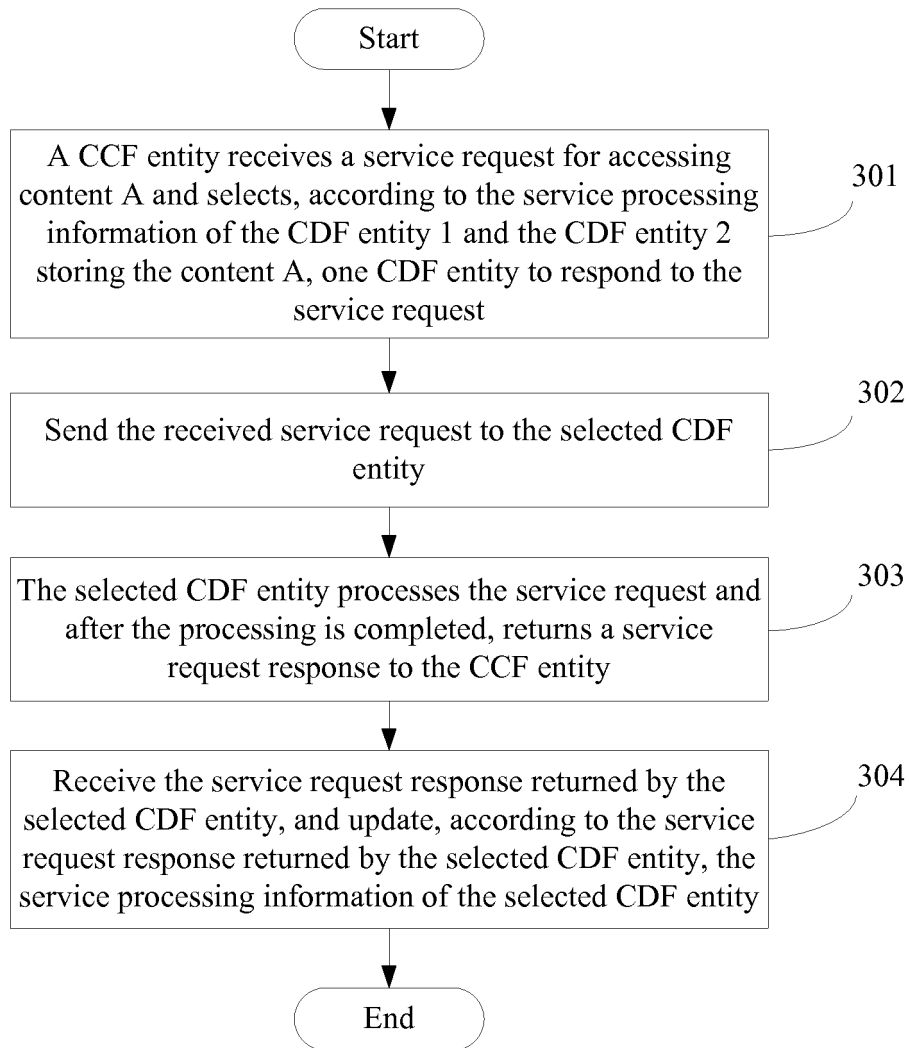 Start
A CCF entity receives a service request for accessing
content A and selects, according to the service processing
information of the CDF entity 1 and the CDF entity 2
storing the content A, one CDF entity to respond to the
service request
301
Send the received service request to the selected CDF
entity
302
The selected CDF entity processes the service request and
after the processing is completed, returns a service
request response to the CCF entity
303
Receive the service request response returned by the
selected CDF entity, and update, according to the service
request response returned by the selected CDF entity, the
service processing information of the selected CDF entity
304
End